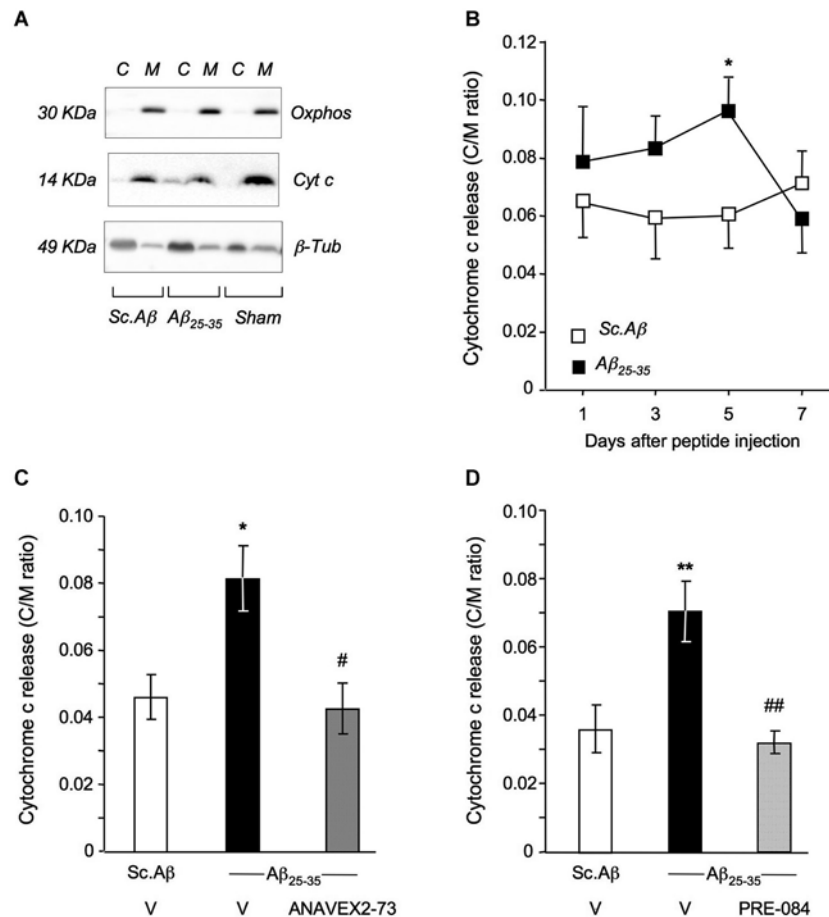 A
C M C M C M
30 KDa Oxphos
14 KDa Cyt c
49 KDa β-Tub
Sc.Aβ Aβ25-35 Sham
B
Cytochrome c release (C/M ratio)
0.12
0.10
0.08
0.06
0.04
0.02
0
*
Sc.Aβ
Aβ25-35
1 3 5 7
Days after peptide injection
C
Cytochrome c release (C/M ratio)
0.10
0.08
0.06
0.04
0.02
0
*
#
Sc.Aβ Aβ25-35
V V ANAVEX2-73
D
Cytochrome c release (C/M ratio)
0.10
0.08
0.06
0.04
0.02
0
**
##
Sc.Aβ Aβ25-35
V V PRE-084